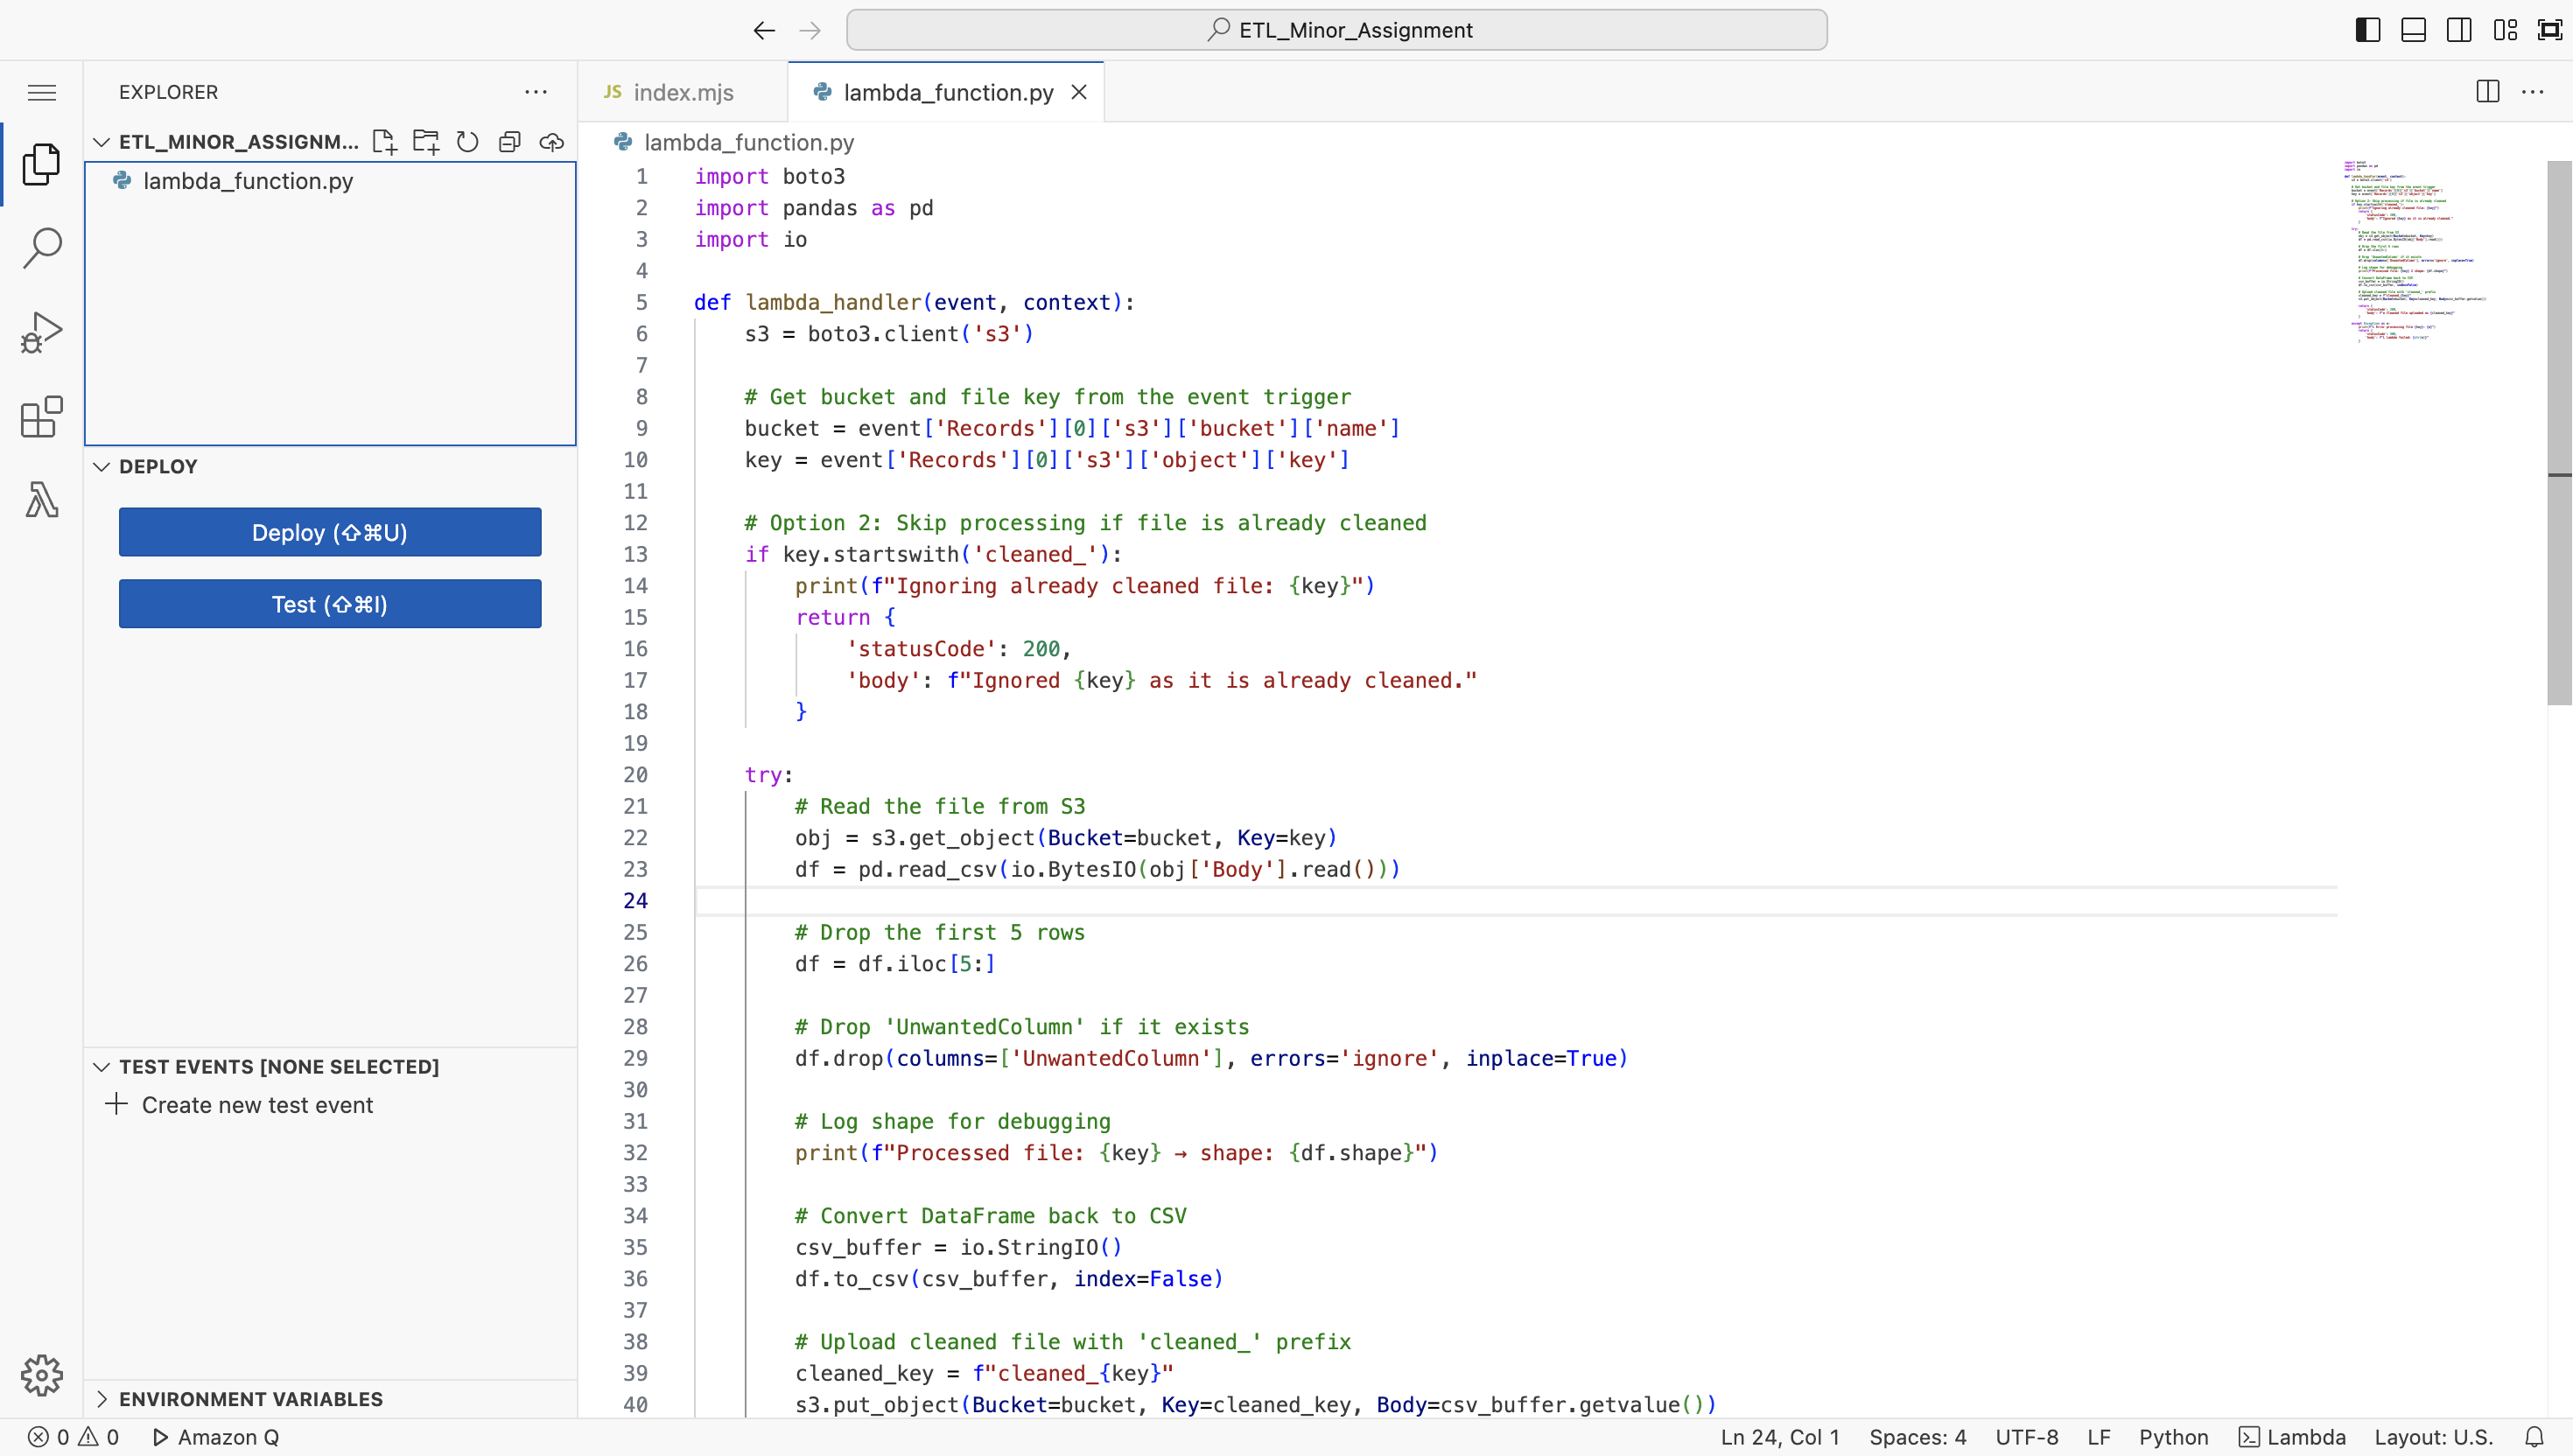 ETL_Minor_Assignment
EXPLORER
ETL_MINOR_ASSIGNM...
lambda_function.py
DEPLOY
Deploy (⇧⌘U)
Test (⇧⌘I)
TEST EVENTS [NONE SELECTED]
Create new test event
ENVIRONMENT VARIABLES
JS index.mjs
lambda_function.py
lambda_function.py
1 import boto3
2 import pandas as pd
3 import io
4
5 def lambda_handler(event, context):
6 s3 = boto3.client('s3')
7
8 # Get bucket and file key from the event trigger
9 bucket = event['Records'][0]['s3']['bucket']['name']
10 key = event['Records'][0]['s3']['object']['key']
11
12 # Option 2: Skip processing if file is already cleaned
13 if key.startswith('cleaned_'):
14 print(f"Ignoring already cleaned file: {key}")
15 return {
16 'statusCode': 200,
17 'body': f"Ignored {key} as it is already cleaned."
18 }
19
20 try:
21 # Read the file from S3
22 obj = s3.get_object(Bucket=bucket, Key=key)
23 df = pd.read_csv(io.BytesIO(obj['Body'].read()))
24
25 # Drop the first 5 rows
26 df = df.iloc[5:]
27
28 # Drop 'UnwantedColumn' if it exists
29 df.drop(columns=['UnwantedColumn'], errors='ignore', inplace=True)
30
31 # Log shape for debugging
32 print(f"Processed file: {key} → shape: {df.shape}")
33
34 # Convert DataFrame back to CSV
35 csv_buffer = io.StringIO()
36 df.to_csv(csv_buffer, index=False)
37
38 # Upload cleaned file with 'cleaned_' prefix
39 cleaned_key = f"cleaned_{key}"
40 s3.put_object(Bucket=bucket, Key=cleaned_key, Body=csv_buffer.getvalue())
0 0 Amazon Q Ln 24, Col 1 Spaces: 4 UTF-8 LF Python Lambda Layout: U.S.